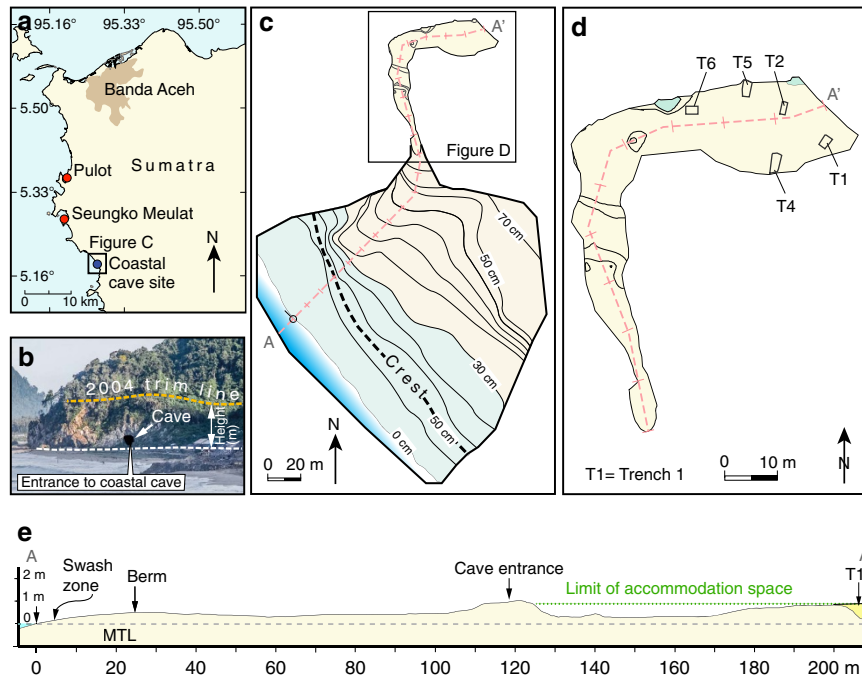 a
95.16°
95.33°
95.50°
Banda Aceh
5.50°
Sumatra
Pulot
5.33°
Seungko Meulat
Figure C
N
Coastal
cave site
5.16°
0
10 km
b
2004 trim line
Cave
Height
(m)
Entrance to coastal cave
c
A'
Figure D
70 cm
50 cm
30 cm
A
Crest
50 cm'
0 cm
N
0 20 m
d
T5
T2
T6
A'
T1
T4
N
T1= Trench 1
0 10 m
e
A
Swash
zone
Berm
Cave entrance
Limit of accommodation space
T1
2 m
1 m
0
MTL
0 20 40 60 80 100 120 140 160 180 200 m